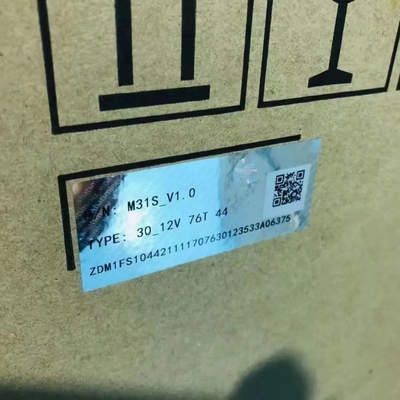 P/N: M31S_V1.0
TYPE: 30_12V 76T 44
ZDM1FS10442111170763012353​3A06375